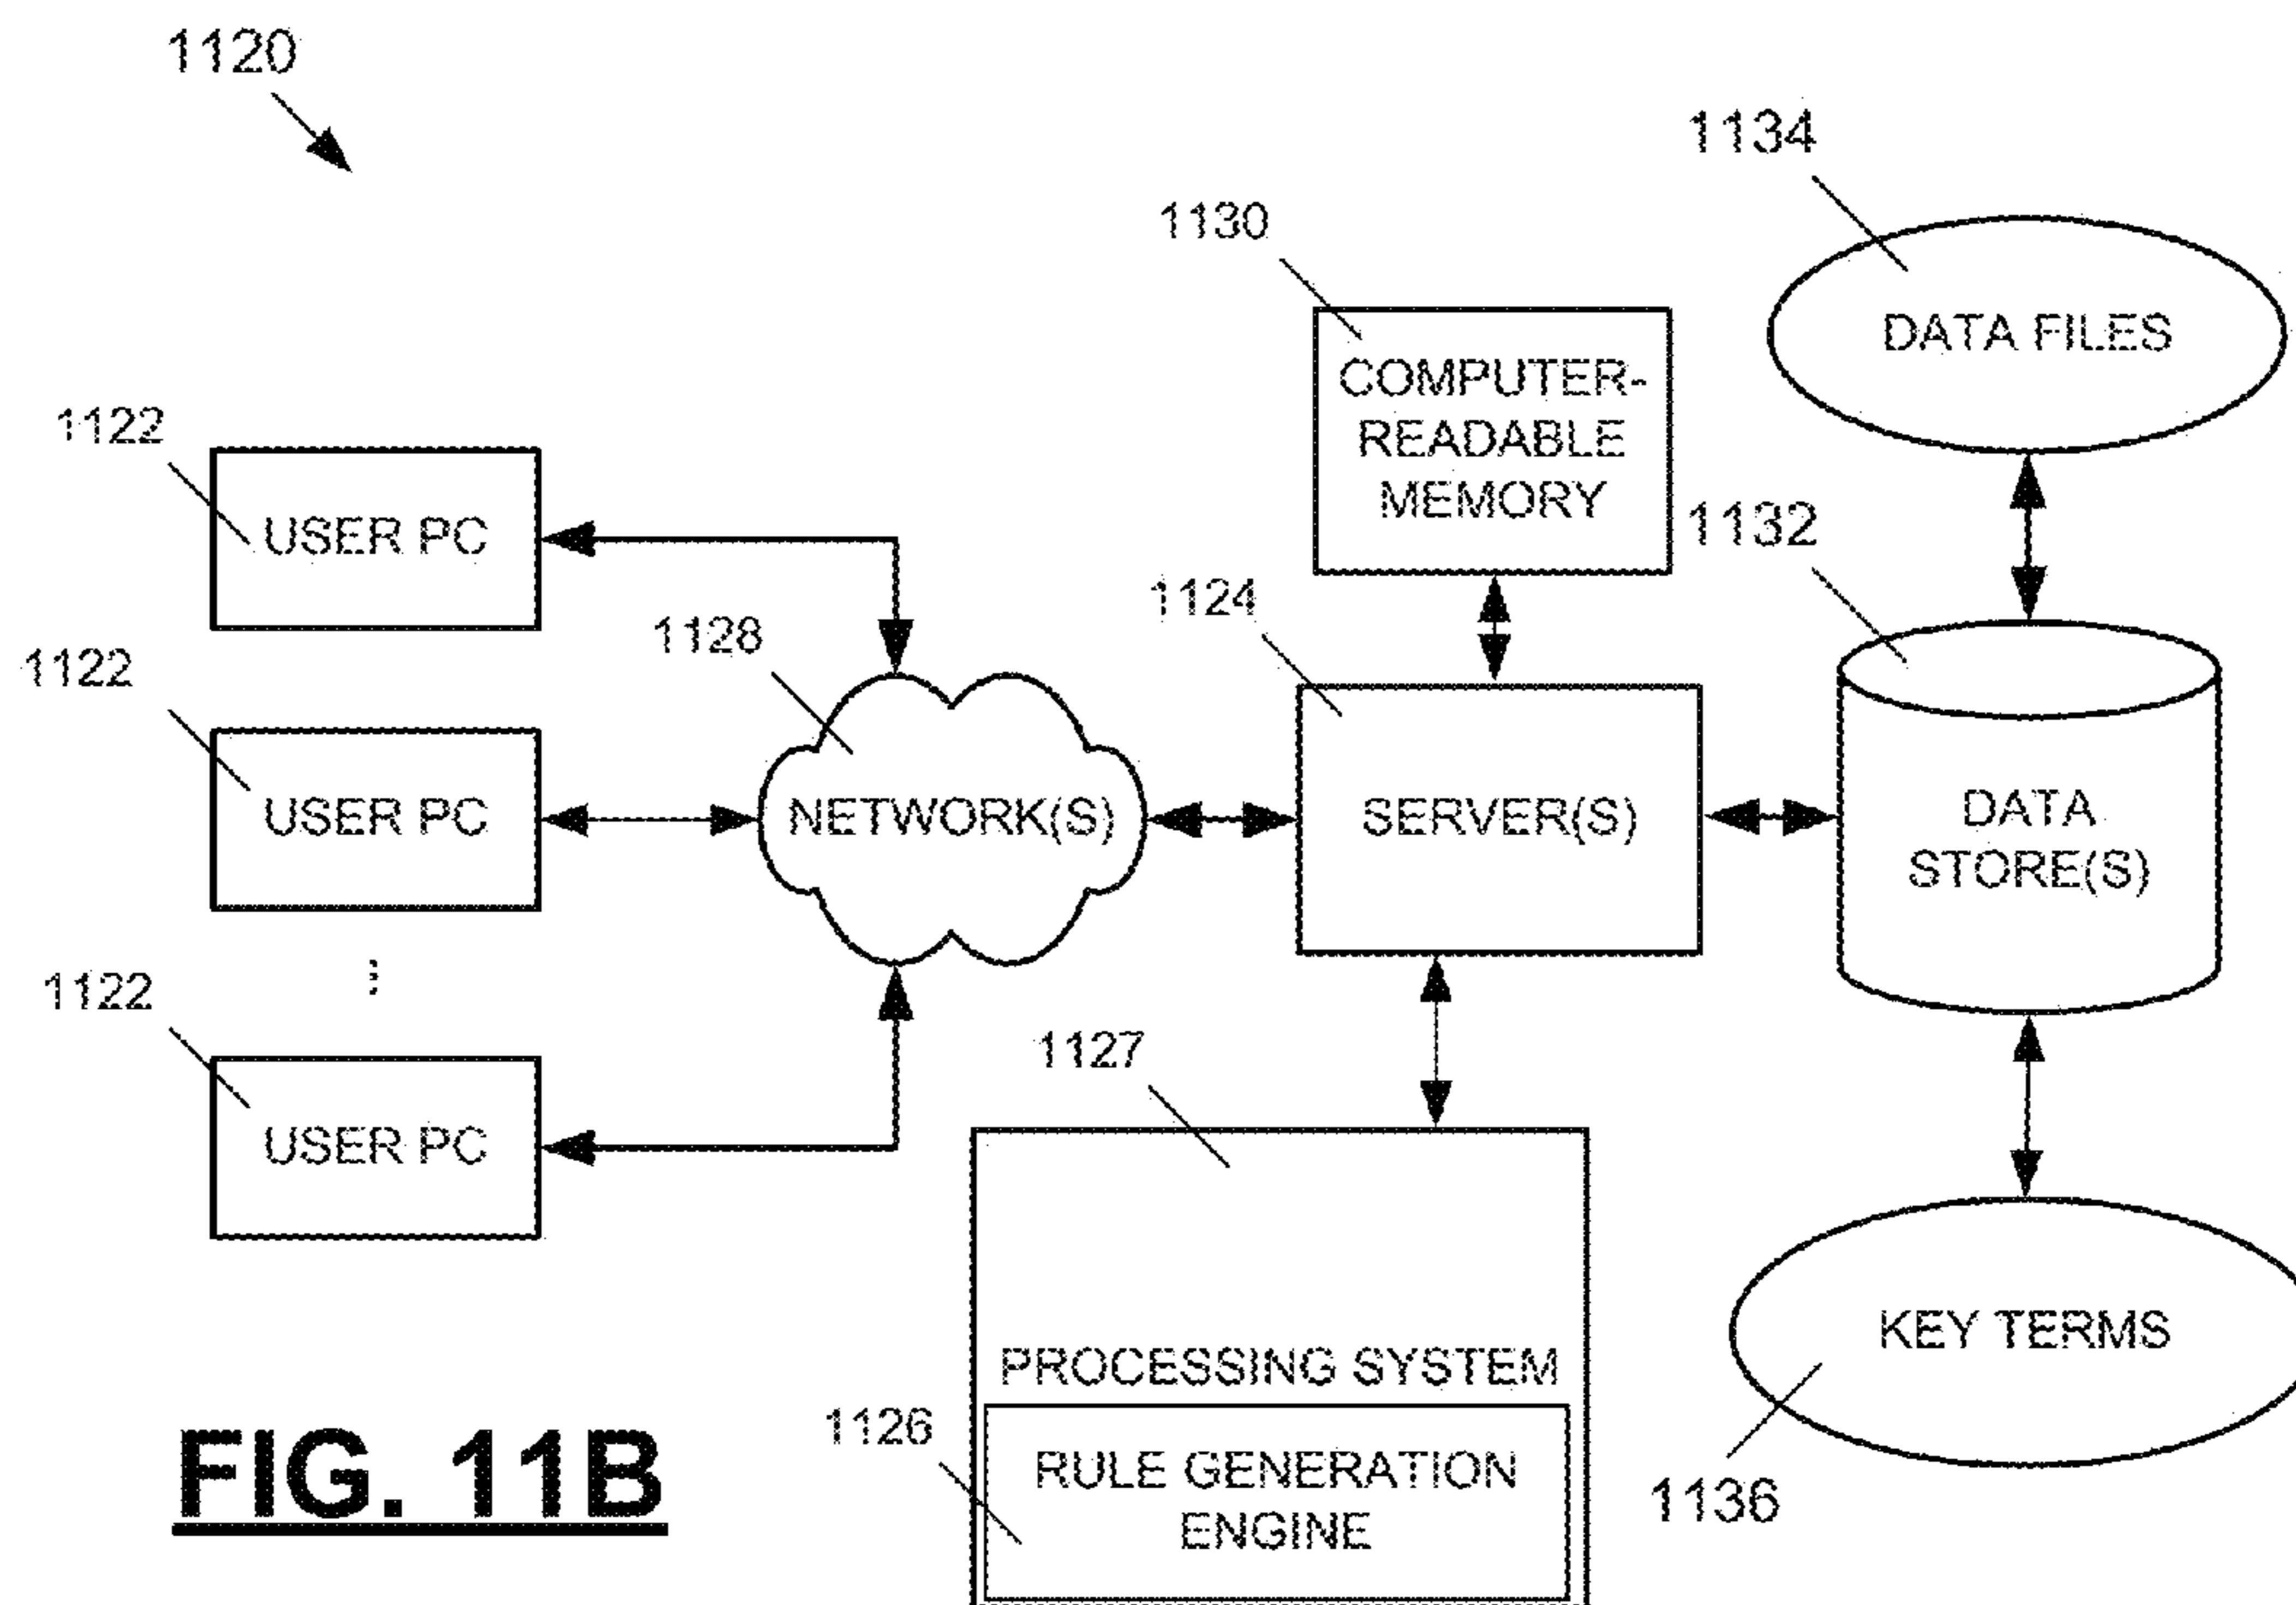 1120
1134
1130
DATA FILES
COMPUTER-
READABLE
MEMORY
1122
USER PC
1132
1124
1128
1122
USER PC
NETWORK(S)
SERVER(S)
DATA
STORE(S)
⋮
1122
USER PC
1127
KEY TERMS
PROCESSING SYSTEM
1126
RULE GENERATION
ENGINE
1136
FIG. 11B